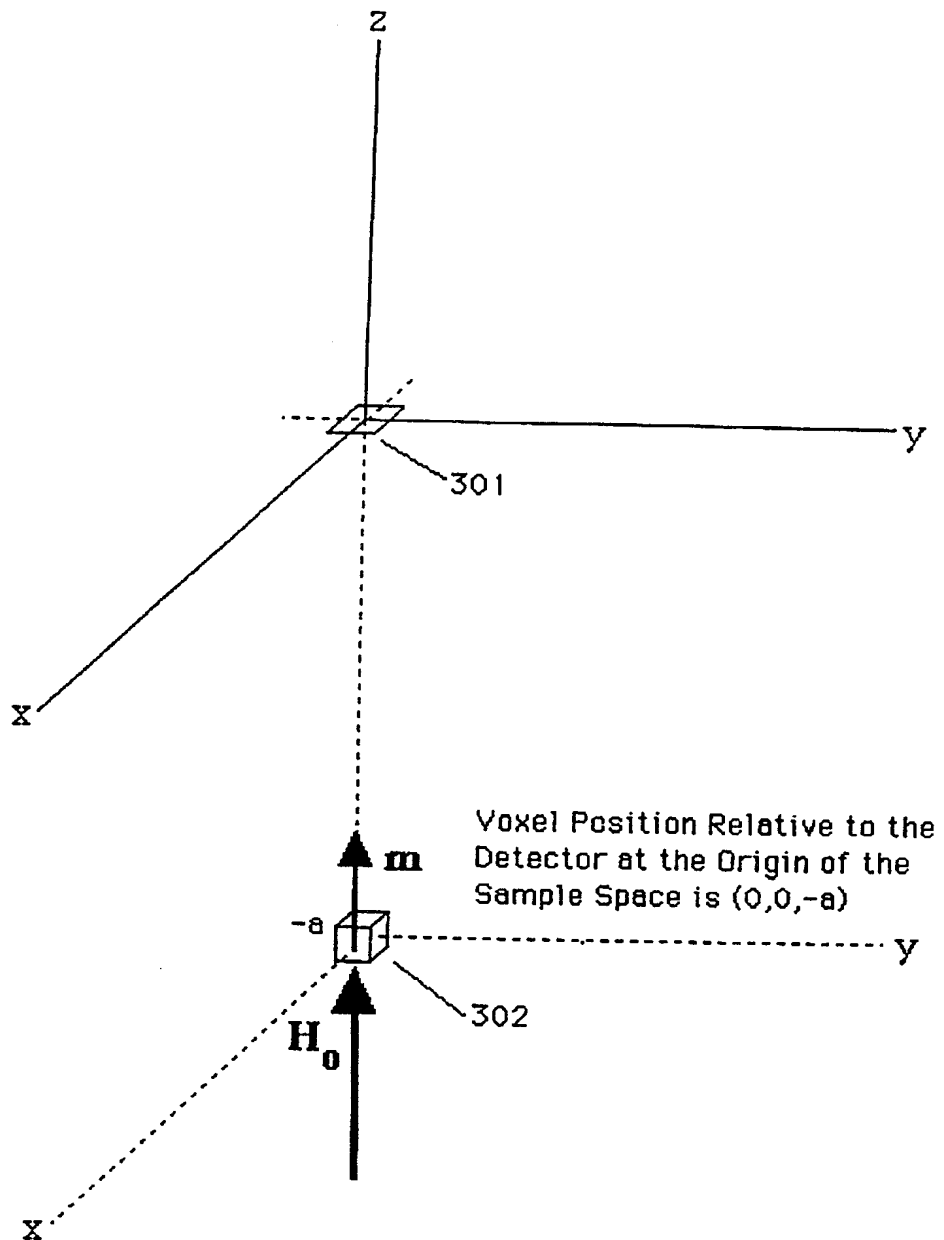 z
y
301
x
Voxel Position Relative to the
Detector at the Origin of the
Sample Space is (0,0,-a)
m
-a
y
302
H0
x